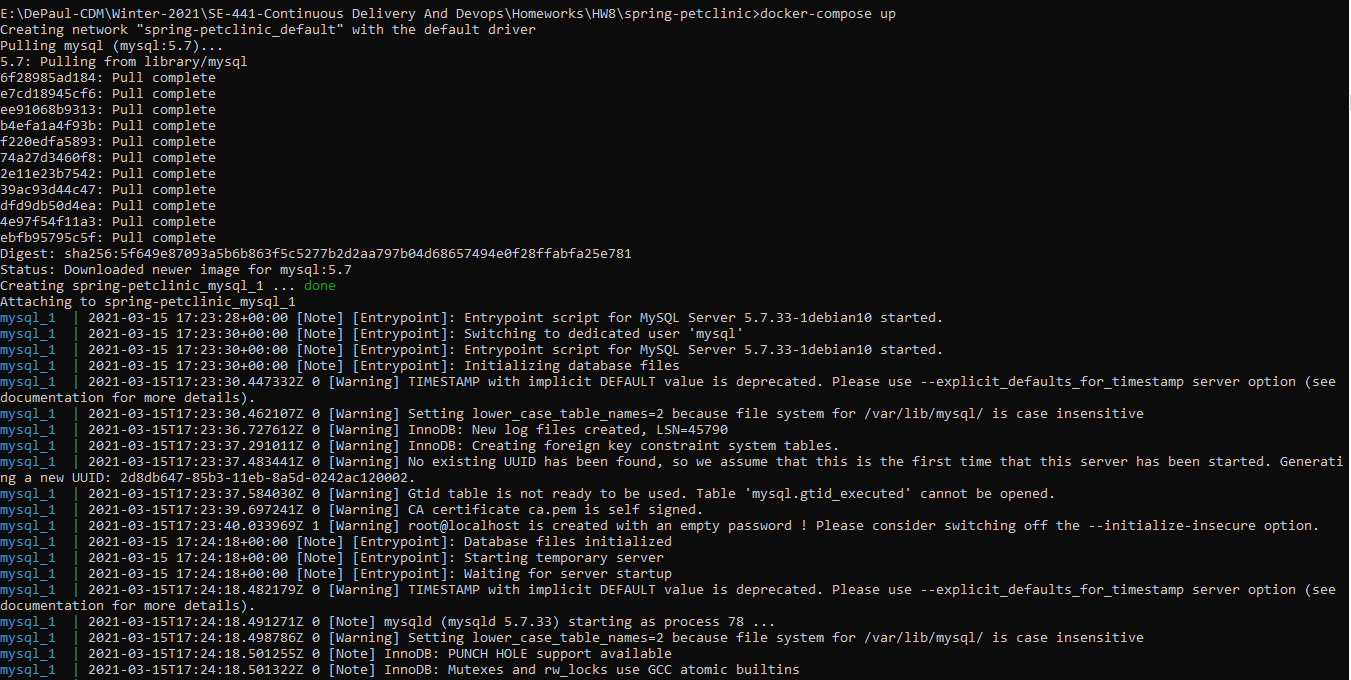 E:\DePaul-CDM\Winter-2021\SE-441-Continuous Delivery And Devops\Homeworks\HW8\spring-petclinic>docker-compose up
Creating network "spring-petclinic_default" with the default driver
Pulling mysql (mysql:5.7)...
5.7: Pulling from library/mysql
6f28985ad184: Pull complete
e7cd18945cf6: Pull complete
ee91068b9313: Pull complete
b4efa1a4f93b: Pull complete
f220edfa5893: Pull complete
74a27d3460f8: Pull complete
2e11e23b7542: Pull complete
39ac93d44c47: Pull complete
dfd9db50d4ea: Pull complete
4e97f54f11a3: Pull complete
ebfb95795c5f: Pull complete
Digest: sha256:5f649e87093a5b6b863f5c5277b2d2aa797b04d68657494e0f28ffabfa25e781
Status: Downloaded newer image for mysql:5.7
Creating spring-petclinic_mysql_1 ... done
Attaching to spring-petclinic_mysql_1
mysql_1  | 2021-03-15 17:23:28+00:00 [Note] [Entrypoint]: Entrypoint script for MySQL Server 5.7.33-1debian10 started.
mysql_1  | 2021-03-15 17:23:30+00:00 [Note] [Entrypoint]: Switching to dedicated user 'mysql'
mysql_1  | 2021-03-15 17:23:30+00:00 [Note] [Entrypoint]: Entrypoint script for MySQL Server 5.7.33-1debian10 started.
mysql_1  | 2021-03-15 17:23:30+00:00 [Note] [Entrypoint]: Initializing database files
mysql_1  | 2021-03-15T17:23:30.447332Z 0 [Warning] TIMESTAMP with implicit DEFAULT value is deprecated. Please use --explicit_defaults_for_timestamp server option (see
documentation for more details).
mysql_1  | 2021-03-15T17:23:30.462107Z 0 [Warning] Setting lower_case_table_names=2 because file system for /var/lib/mysql/ is case insensitive
mysql_1  | 2021-03-15T17:23:36.727612Z 0 [Warning] InnoDB: New log files created, LSN=45790
mysql_1  | 2021-03-15T17:23:37.291011Z 0 [Warning] InnoDB: Creating foreign key constraint system tables.
mysql_1  | 2021-03-15T17:23:37.483441Z 0 [Warning] No existing UUID has been found, so we assume that this is the first time that this server has been started. Generati
ng a new UUID: 2d8db647-85b3-11eb-8a5d-0242ac120002.
mysql_1  | 2021-03-15T17:23:37.584030Z 0 [Warning] Gtid table is not ready to be used. Table 'mysql.gtid_executed' cannot be opened.
mysql_1  | 2021-03-15T17:23:39.697241Z 0 [Warning] CA certificate ca.pem is self signed.
mysql_1  | 2021-03-15T17:23:40.033969Z 1 [Warning] root@localhost is created with an empty password ! Please consider switching off the --initialize-insecure option.
mysql_1  | 2021-03-15 17:24:18+00:00 [Note] [Entrypoint]: Database files initialized
mysql_1  | 2021-03-15 17:24:18+00:00 [Note] [Entrypoint]: Starting temporary server
mysql_1  | 2021-03-15 17:24:18+00:00 [Note] [Entrypoint]: Waiting for server startup
mysql_1  | 2021-03-15T17:24:18.482179Z 0 [Warning] TIMESTAMP with implicit DEFAULT value is deprecated. Please use --explicit_defaults_for_timestamp server option (see
documentation for more details).
mysql_1  | 2021-03-15T17:24:18.491271Z 0 [Note] mysqld (mysqld 5.7.33) starting as process 78 ...
mysql_1  | 2021-03-15T17:24:18.498786Z 0 [Warning] Setting lower_case_table_names=2 because file system for /var/lib/mysql/ is case insensitive
mysql_1  | 2021-03-15T17:24:18.501255Z 0 [Note] InnoDB: PUNCH HOLE support available
mysql_1  | 2021-03-15T17:24:18.501322Z 0 [Note] InnoDB: Mutexes and rw_locks use GCC atomic builtins